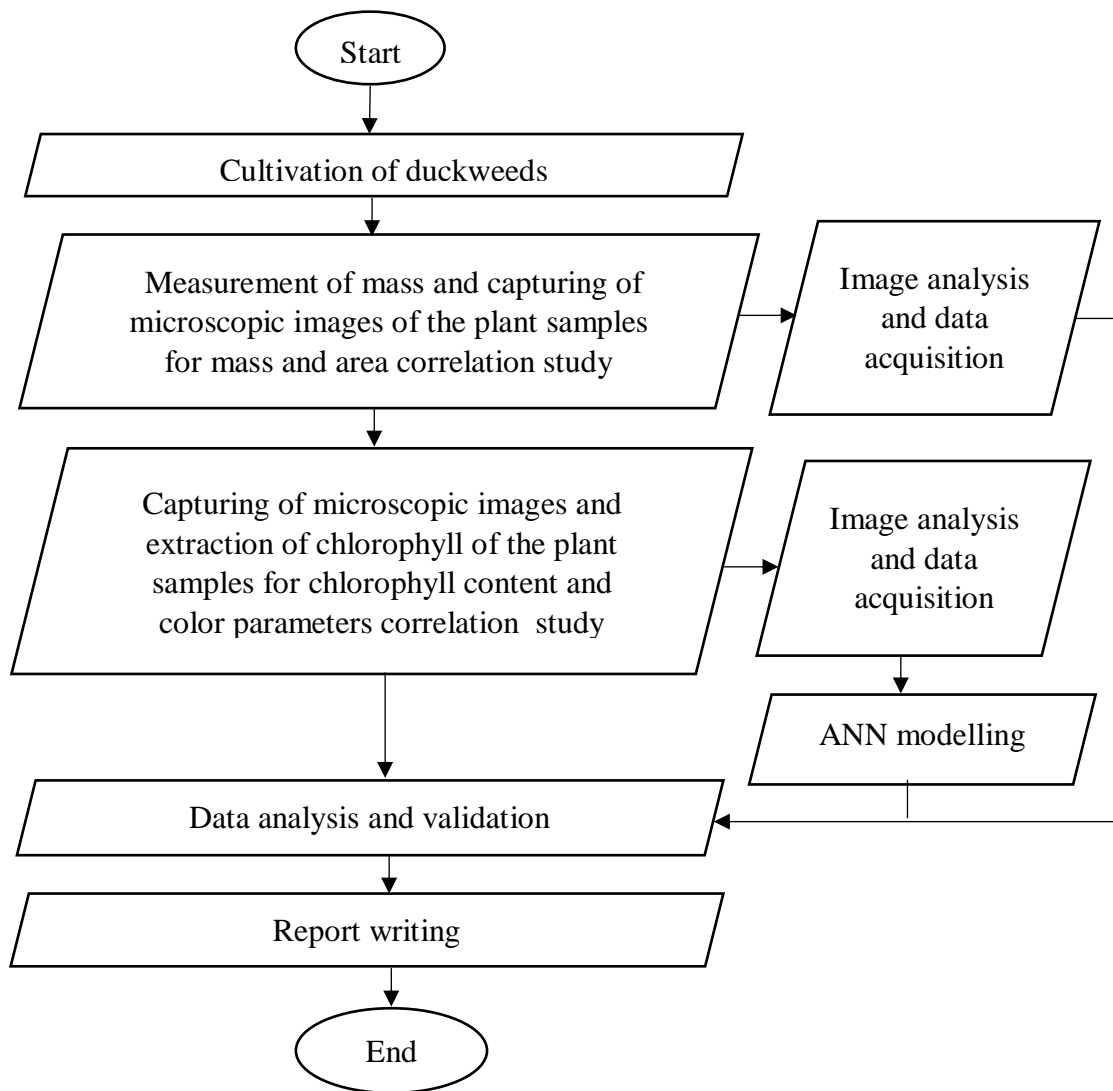 Start
Cultivation of duckweeds
Measurement of mass and capturing of
microscopic images of the plant samples
for mass and area correlation study
Image analysis
and data
acquisition
Capturing of microscopic images and
extraction of chlorophyll of the plant
samples for chlorophyll content and
color parameters correlation study
Image analysis
and data
acquisition
ANN modelling
Data analysis and validation
Report writing
End